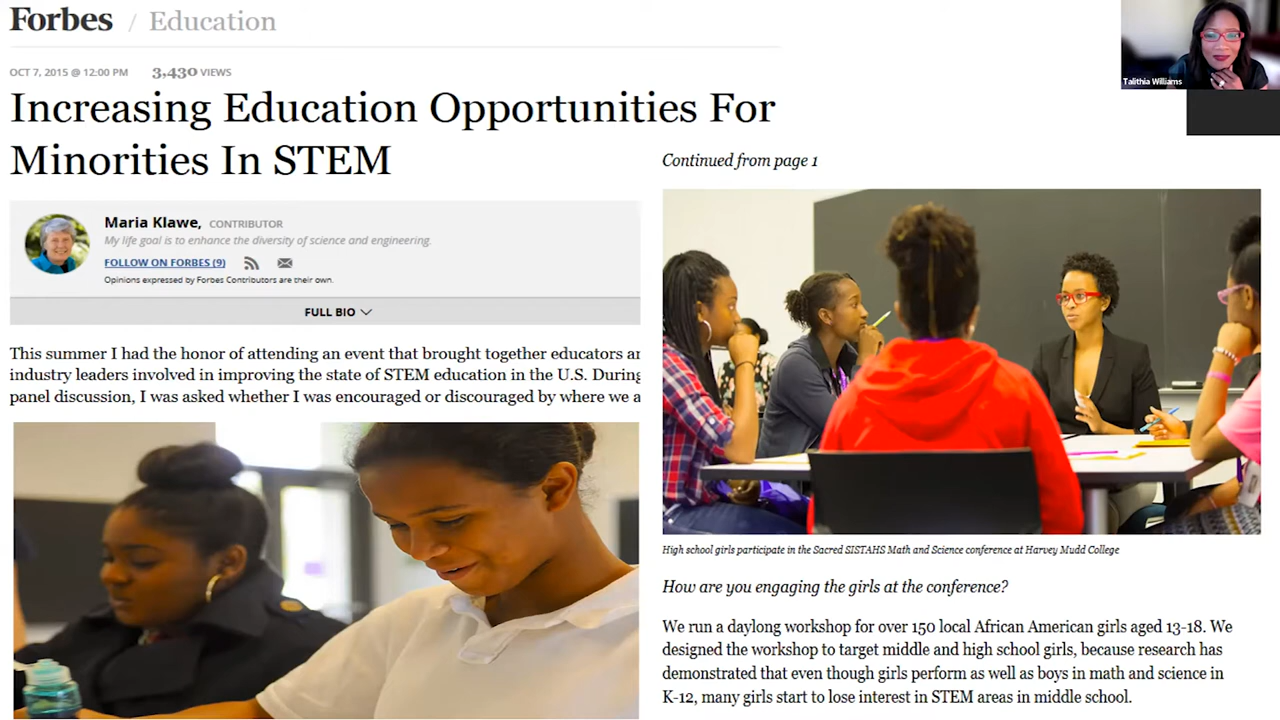 Forbes / Education
OCT 7, 2015 @ 12:00 PM 3,430 VIEWS
Increasing Education Opportunities For
Minorities In STEM
Maria Klawe, CONTRIBUTOR
My life goal is to enhance the diversity of science and engineering.
FOLLOW ON FORBES (9)
Opinions expressed by Forbes Contributors are their own.
FULL BIO
This summer I had the honor of attending an event that brought together educators
industry leaders involved in improving the state of STEM education in the U.S. During
panel discussion, I was asked whether I was encouraged or discouraged by where we a
Talithia Williams
Continued from page 1
High school girls participate in the Sacred SISTAHS Math and Science conference at Harvey Mudd College
How are you engaging the girls at the conference?
We run a daylong workshop for over 150 local African American girls aged 13-18. We
designed the workshop to target middle and high school girls, because research has
demonstrated that even though girls perform as well as boys in math and science in
K-12, many girls start to lose interest in STEM areas in middle school.